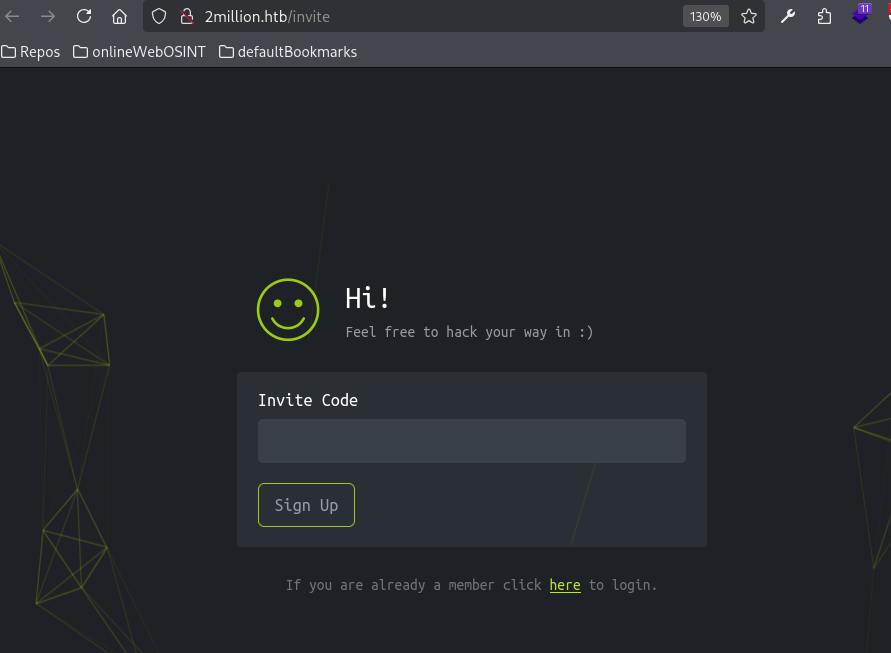 2million.htb/invite
130%
11
Repos onlineWebOSINT defaultBookmarks
Hi!
Feel free to hack your way in :)
Invite Code
Sign Up
If you are already a member click here to login.